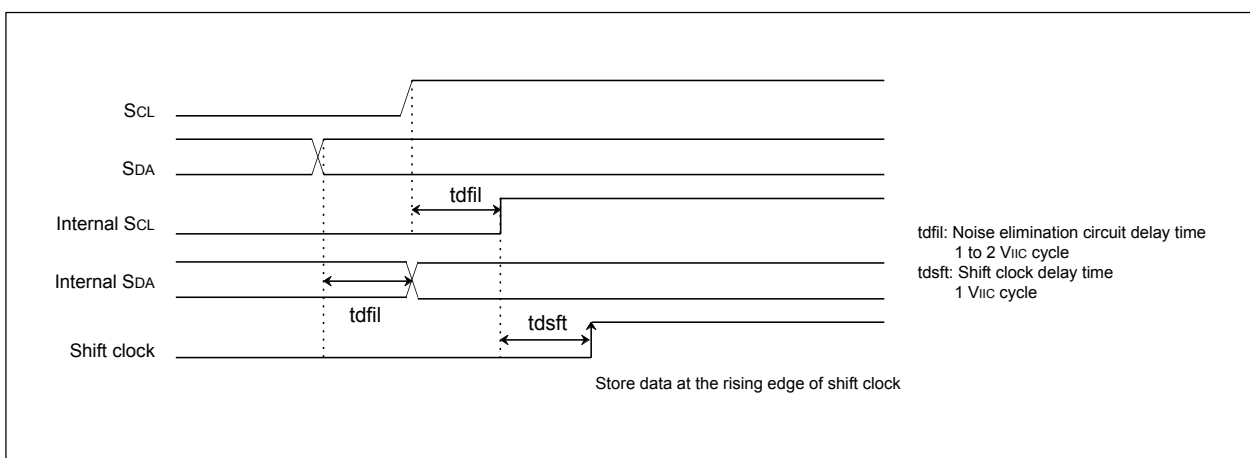 SCL
SDA
tdfil
Internal SCL
tdfil: Noise elimination circuit delay time
1 to 2 VIIC cycle
tdsft: Shift clock delay time
1 VIIC cycle
Internal SDA
tdfil
tdsft
Shift clock
Store data at the rising edge of shift clock